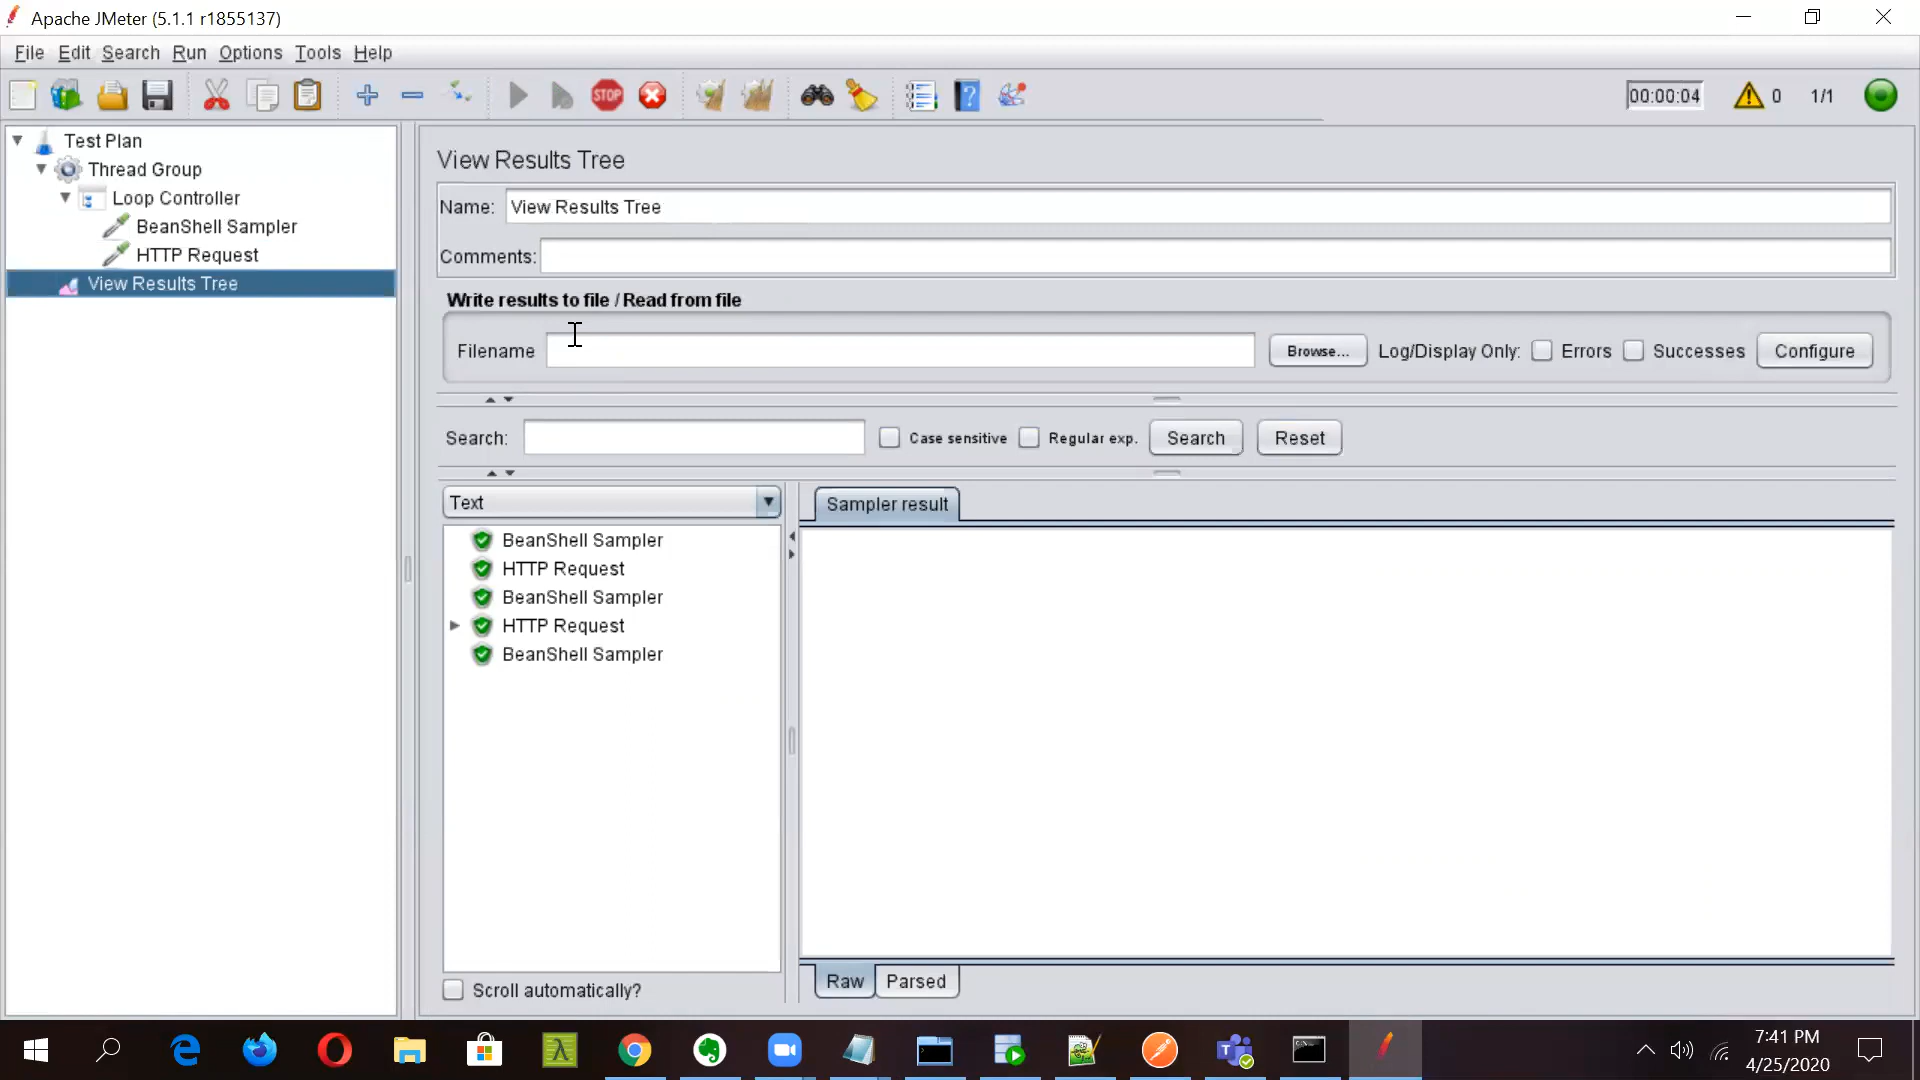 Apache JMeter (5.1.1 r1855137)
File Edit Search Run Options Tools Help
STOP
00:00:04 0 1/1
Test Plan
Thread Group
Loop Controller
BeanShell Sampler
HTTP Request
View Results Tree
View Results Tree
Name: View Results Tree
Comments:
Write results to file / Read from file
Filename Browse... Log/Display Only: Errors Successes Configure
Search: Case sensitive Regular exp. Search Reset
Text
BeanShell Sampler
HTTP Request
BeanShell Sampler
HTTP Request
BeanShell Sampler
Scroll automatically?
Sampler result
Raw Parsed
7:41 PM
4/25/2020